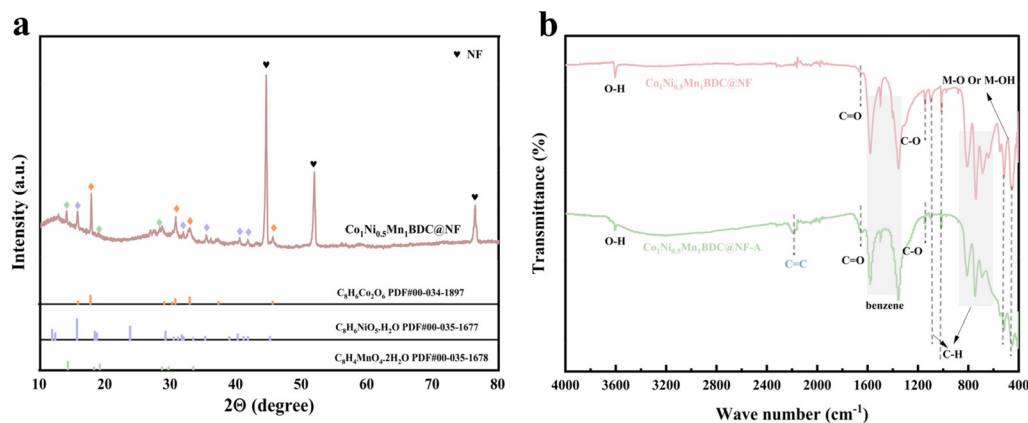 a
♥ NF
Intensity (a.u.)
Co₁Ni₀.₅Mn₁BDC@NF
C₈H₆Co₂O₆ PDF#00-034-1897
C₈H₆NiO₅.H₂O PDF#00-035-1677
C₈H₄MnO₄.2H₂O PDF#00-035-1678
10 20 30 40 50 60 70 80
2Θ (degree)
b
Transmittance (%)
Co₁Ni₀.₅Mn₁BDC@NF
M-O Or M-OH
O-H
C=O
C-O
Co₁Ni₀.₅Mn₁BDC@NF-A
O-H
C=C
C=O
C-O
benzene
C-H
4000 3600 3200 2800 2400 2000 1600 1200 800 400
Wave number (cm⁻¹)